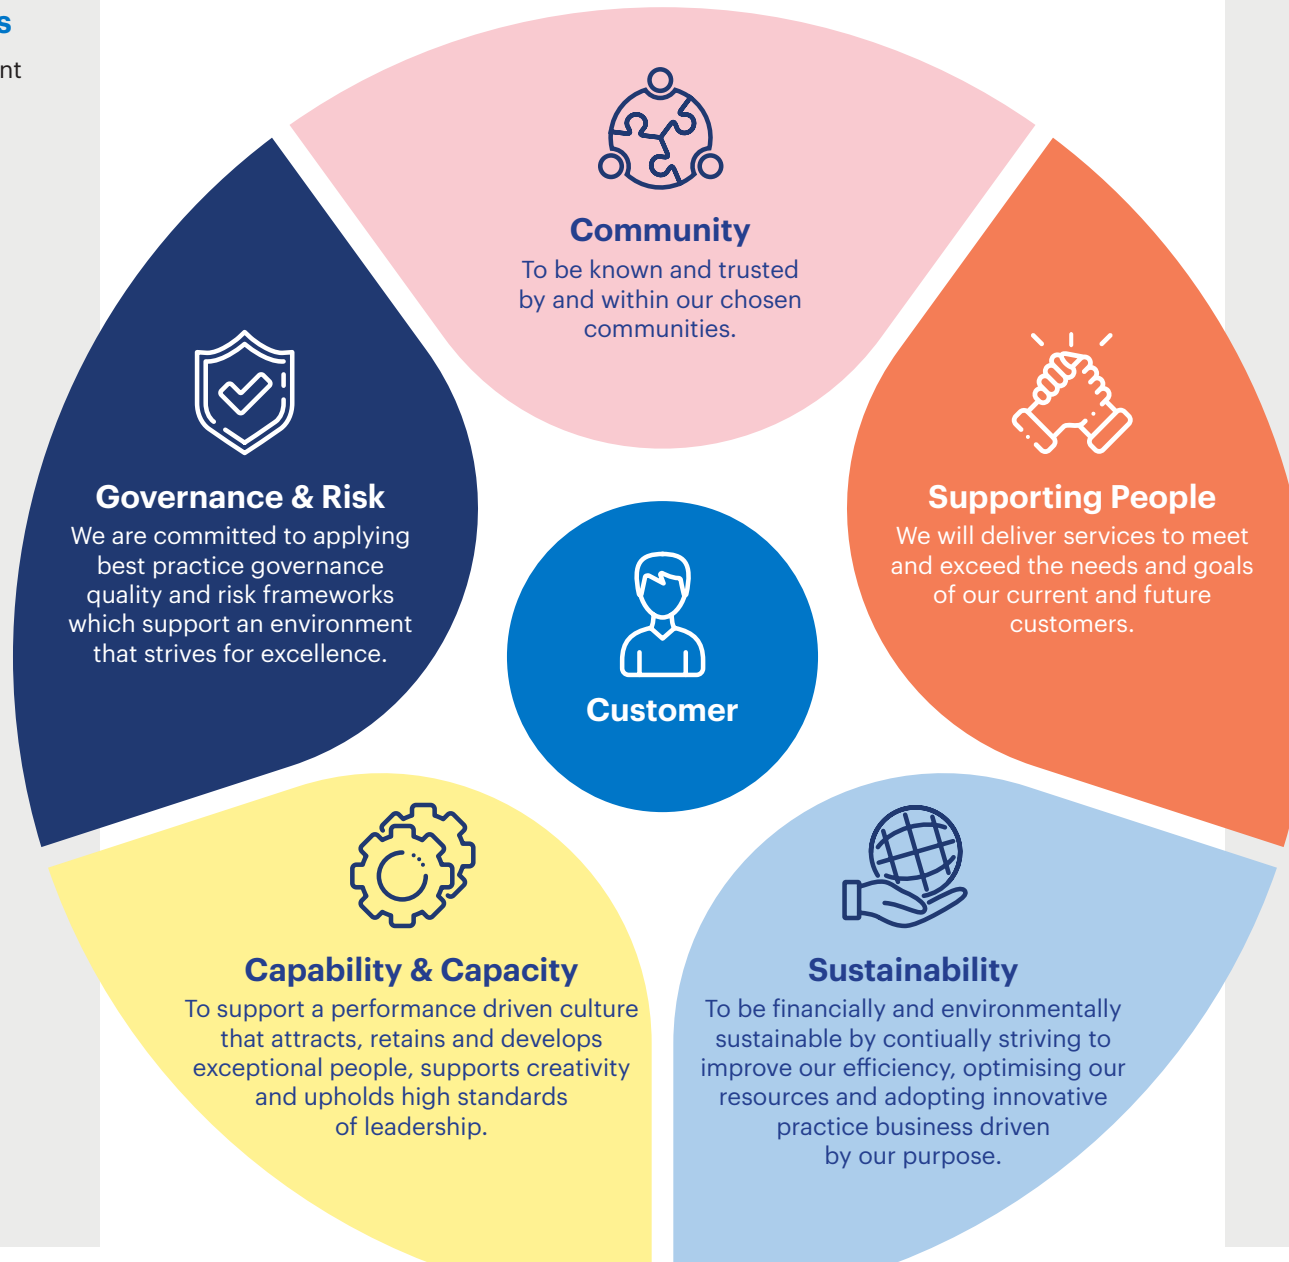 s
nt
Community
To be known and trusted
by and within our chosen
communities.
Governance & Risk
We are committed to applying
best practice governance
quality and risk frameworks
which support an environment
that strives for excellence.
Supporting People
We will deliver services to meet
and exceed the needs and goals
of our current and future
customers.
Customer
Capability & Capacity
To support a performance driven culture
that attracts, retains and develops
exceptional people, supports creativity
and upholds high standards
of leadership.
Sustainability
To be financially and environmentally
sustainable by contiually striving to
improve our efficiency, optimising our
resources and adopting innovative
practice business driven
by our purpose.